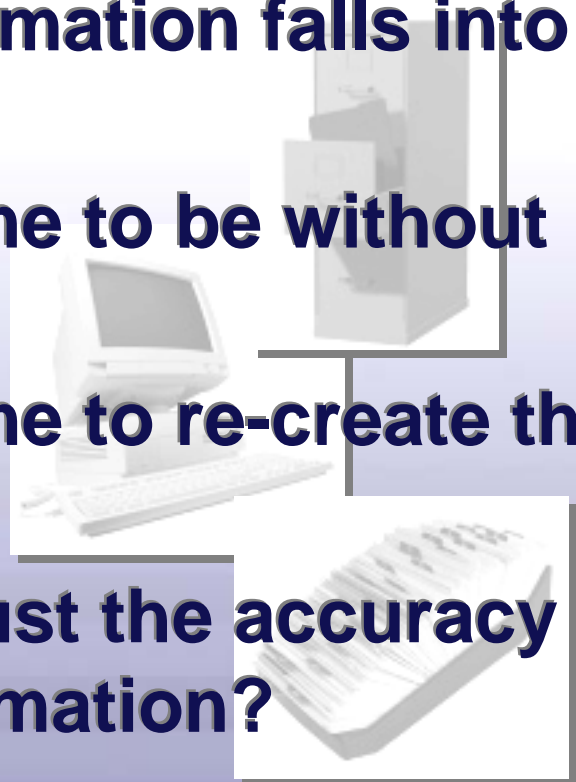 mation falls into
ne to be without
ne to re-create th
ust the accuracy
mation?